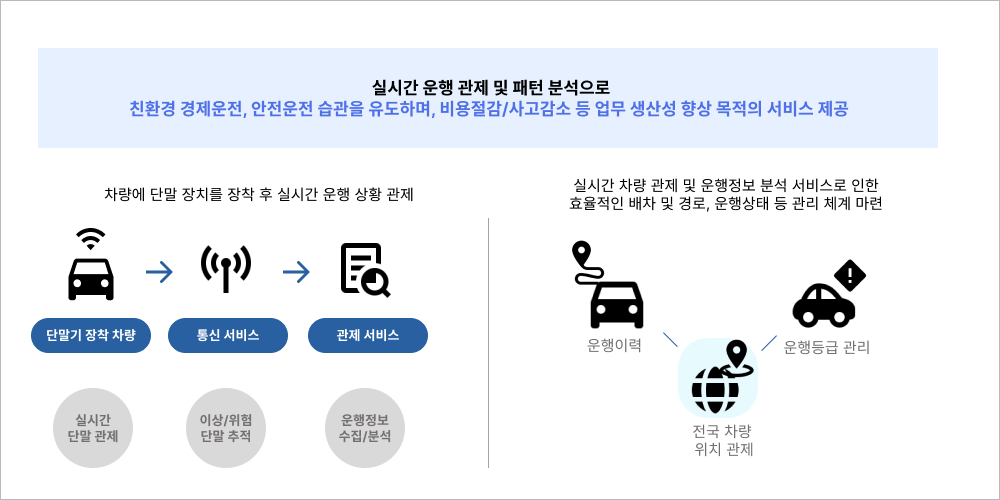 실시간 운행 관제 및 패턴 분석으로
친환경 경제운전, 안전운전 습관을 유도하며, 비용절감/사고감소 등 업무 생산성 향상 목적의 서비스 제공
차량에 단말 장치를 장착 후 실시간 운행 상황 관제
단말기 장착 차량
통신 서비스
관제 서비스
실시간
단말 관제
이상/위험
단말 추적
운행정보
수집/분석
실시간 차량 관제 및 운행정보 분석 서비스로 인한
효율적인 배차 및 경로, 운행상태 등 관리 체계 마련
운행이력
운행등급 관리
전국 차량
위치 관제